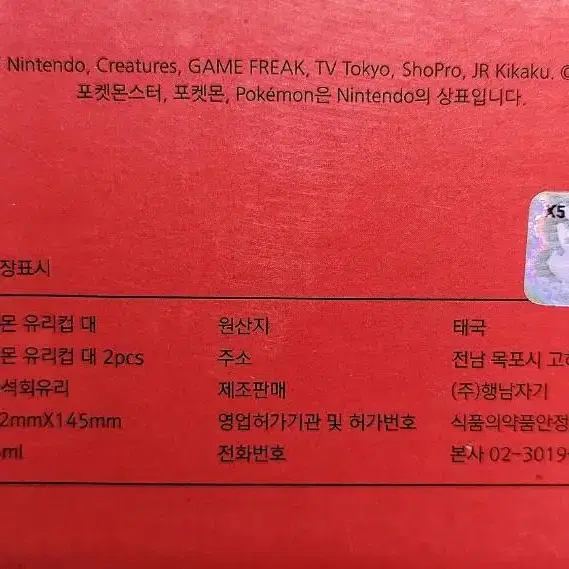 Nintendo, Creatures, GAME FREAK, TV Tokyo, ShoPro, JR Kikaku. ©
포켓몬스터, 포켓몬, Pokémon은 Nintendo의 상표입니다.
X5
장표시
몬 유리컵 대 원산지 태국
몬 유리컵 대 2pcs 주소 전남 목포시 고하
석회유리 제조판매 (주)행남자기
2mmX145mm 영업허가기관 및 허가번호 식품의약품안정
ml 전화번호 본사 02-3019-